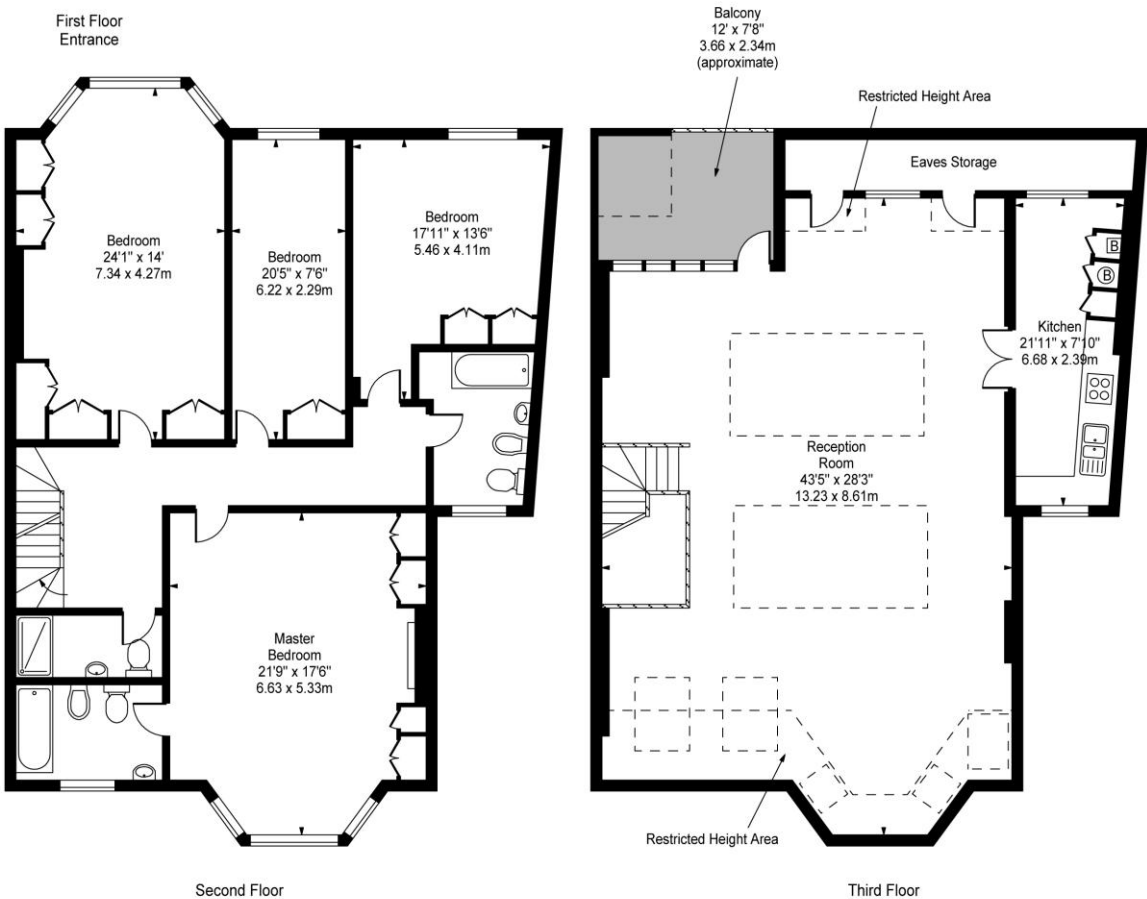 First Floor
Entrance
Balcony
12' x 7'8"
3.66 x 2.34m
(approximate)
Restricted Height Area
Eaves Storage
Bedroom
24'1" x 14'
7.34 x 4.27m
Bedroom
20'5" x 7'6"
6.22 x 2.29m
Bedroom
17'11" x 13'6"
5.46 x 4.11m
B
B
Kitchen
21'11" x 7'10"
6.68 x 2.39m
Reception
Room
43'5" x 28'3"
13.23 x 8.61m
Master
Bedroom
21'9" x 17'6"
6.63 x 5.33m
Restricted Height Area
Second Floor
Third Floor